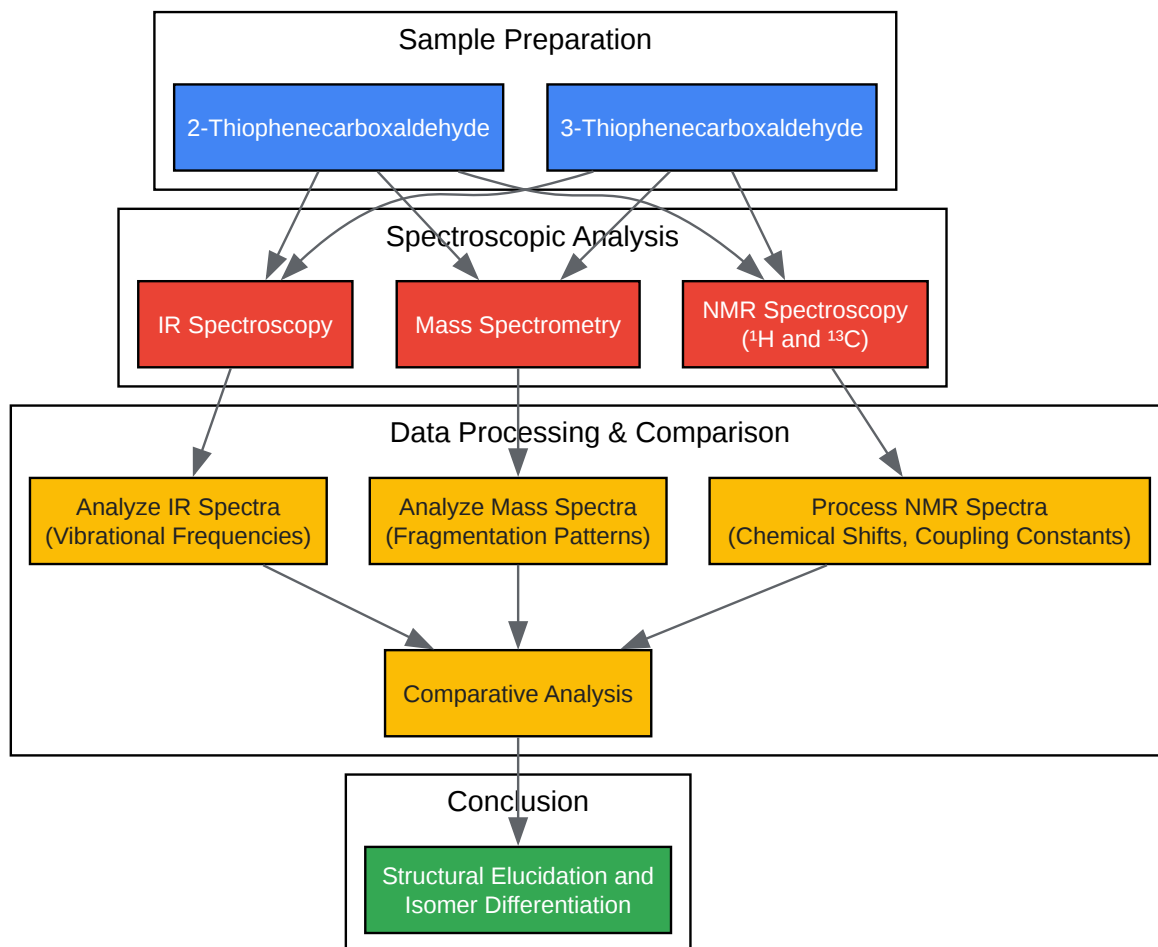 Sample Preparation
2-Thiophenecarboxaldehyde
3-Thiophenecarboxaldehyde
Spectroscopic Analysis
IR Spectroscopy
Mass Spectrometry
NMR Spectroscopy
(¹H and ¹³C)
Data Processing & Comparison
Analyze IR Spectra
(Vibrational Frequencies)
Analyze Mass Spectra
(Fragmentation Patterns)
Process NMR Spectra
(Chemical Shifts, Coupling Constants)
Comparative Analysis
Conclusion
Structural Elucidation and
Isomer Differentiation